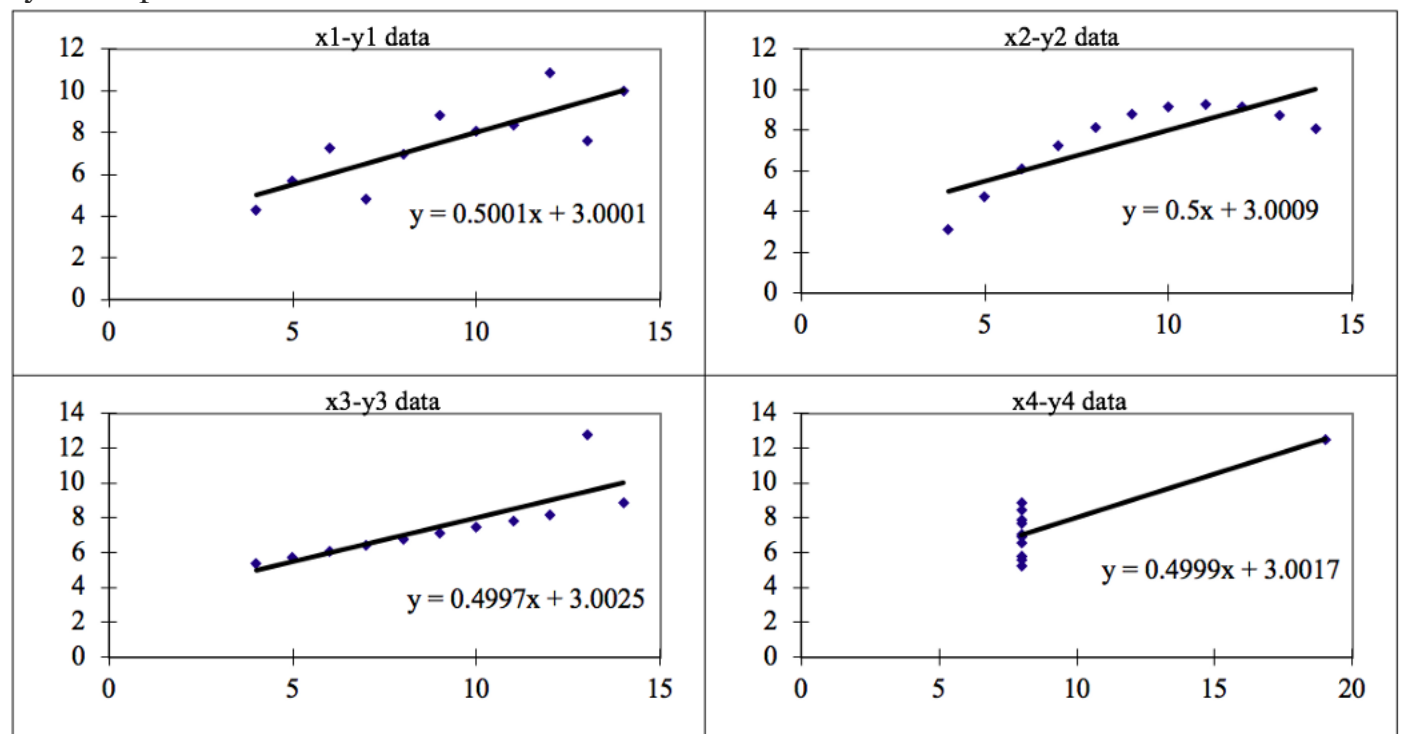 x1-y1 data
12
10
8
6
4
2
0
0 5 10 15
y = 0.5001x + 3.0001
x2-y2 data
12
10
8
6
4
2
0
0 5 10 15
y = 0.5x + 3.0009
x3-y3 data
14
12
10
8
6
4
2
0
0 5 10 15
y = 0.4997x + 3.0025
x4-y4 data
14
12
10
8
6
4
2
0
0 5 10 15 20
y = 0.4999x + 3.0017